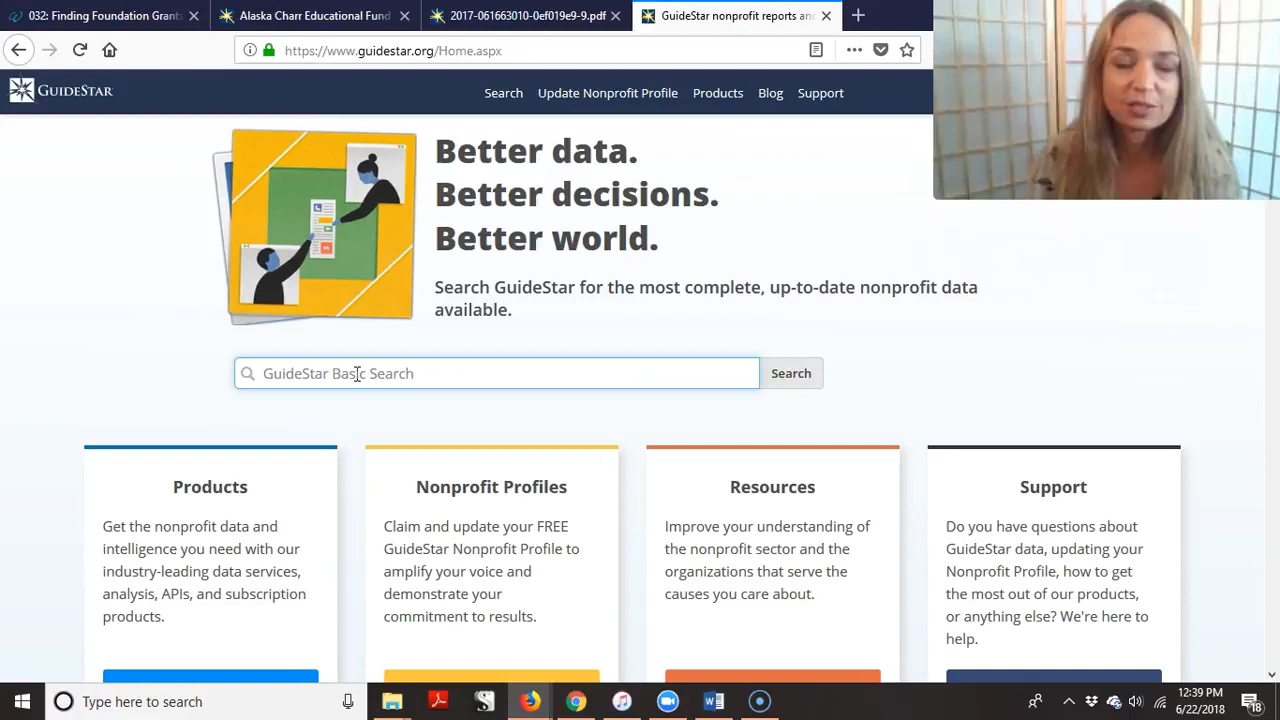 032: Finding Foundation Grants
Alaska Charr Educational Fund
2017-061663010-0ef019e9-9.pdf
GuideStar nonprofit reports and
https://www.guidestar.org/Home.aspx
GUIDESTAR
Search
Update Nonprofit Profile
Products
Blog
Support
Better data.
Better decisions.
Better world.
Search GuideStar for the most complete, up-to-date nonprofit data
available.
GuideStar Basic Search
Search
Products
Get the nonprofit data and
intelligence you need with our
industry-leading data services,
analysis, APIs, and subscription
products.
Nonprofit Profiles
Claim and update your FREE
GuideStar Nonprofit Profile to
amplify your voice and
demonstrate your
commitment to results.
Resources
Improve your understanding of
the nonprofit sector and the
organizations that serve the
causes you care about.
Support
Do you have questions about
GuideStar data, updating your
Nonprofit Profile, how to get
the most out of our products,
or anything else? We're here to
help.
Type here to search
12:39 PM
6/22/2018
18